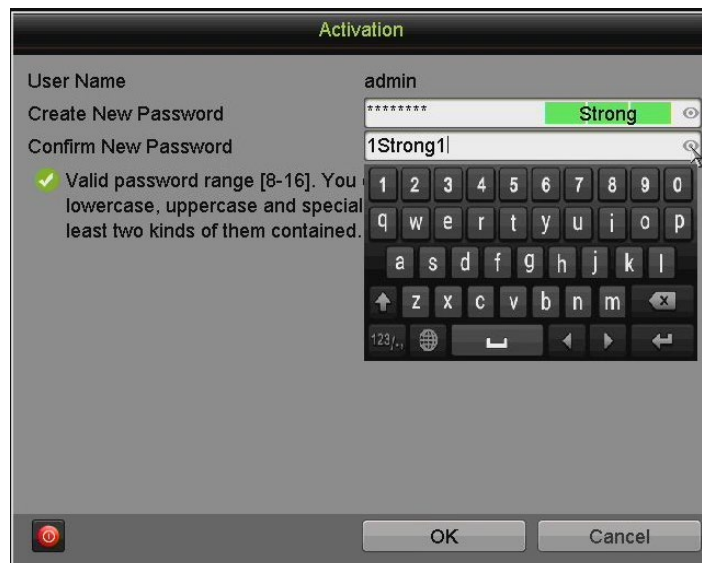 Activation
User Name admin
Create New Password ******** Strong
Confirm New Password 1Strong1
Valid password range [8-16]. You
lowercase, uppercase and special
least two kinds of them contained.
1 2 3 4 5 6 7 8 9 0
q w e r t y u i o p
a s d f g h j k l
z x c v b n m
123/.,
OK Cancel